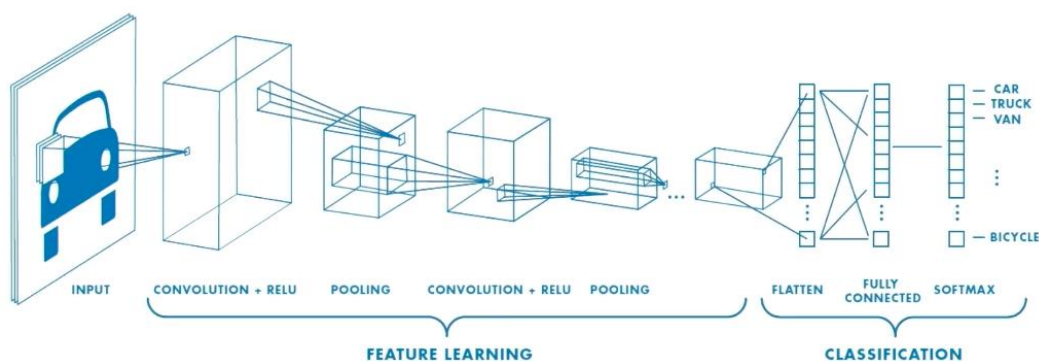 CAR
TRUCK
VAN
BICYCLE
INPUT
CONVOLUTION + RELU
POOLING
CONVOLUTION + RELU
POOLING
FLATTEN
FULLY
CONNECTED
SOFTMAX
FEATURE LEARNING
CLASSIFICATION